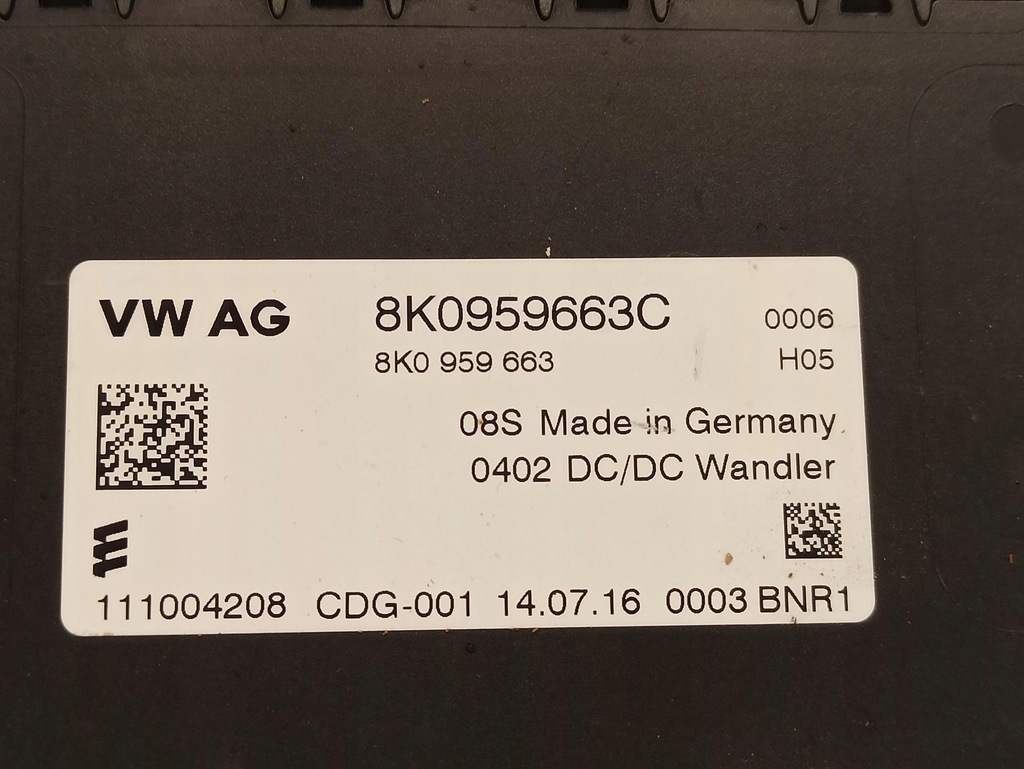 VW AG 8K0959663C 0006
8K0 959 663 H05
08S Made in Germany
0402 DC/DC Wandler
111004208 CDG-001 14.07.16 0003 BNR1